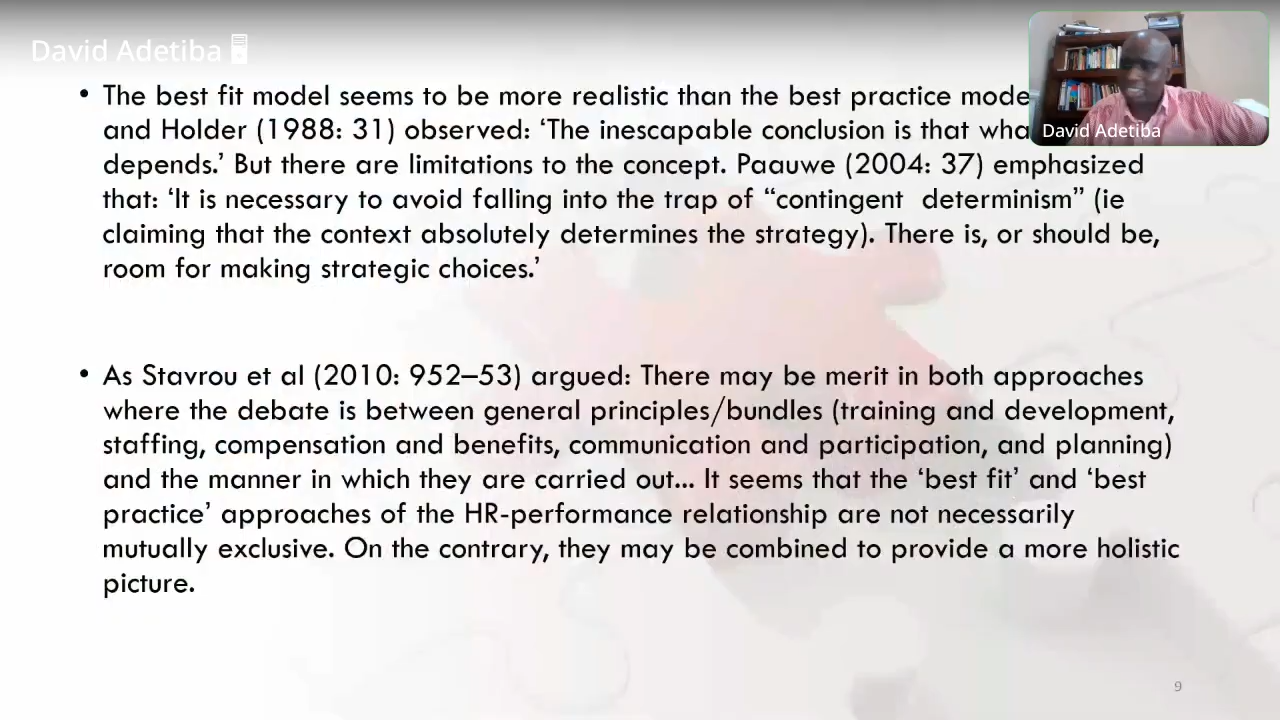 David Adetiba
• The best fit model seems to be more realistic than the best practice mode
and Holder (1988: 31) observed: ‘The inescapable conclusion is that wha
depends.’ But there are limitations to the concept. Paauwe (2004: 37) emphasized
that: ‘It is necessary to avoid falling into the trap of “contingent determinism” (ie
claiming that the context absolutely determines the strategy). There is, or should be,
room for making strategic choices.’
• As Stavrou et al (2010: 952–53) argued: There may be merit in both approaches
where the debate is between general principles/bundles (training and development,
staffing, compensation and benefits, communication and participation, and planning)
and the manner in which they are carried out... It seems that the ‘best fit’ and ‘best
practice’ approaches of the HR-performance relationship are not necessarily
mutually exclusive. On the contrary, they may be combined to provide a more holistic
picture.
David Adetiba
9